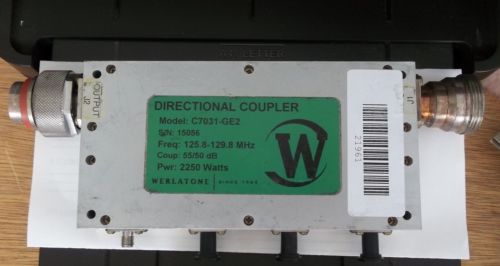 DIRECTIONAL COUPLER
Model: C7031-GE2
S/N: 15056
Freq: 125.8-129.8 MHz
Coup: 55/50 dB
Pwr: 2250 Watts
WERLATONE SINCE 1965
W
OUTPUT
J2
J1
21961